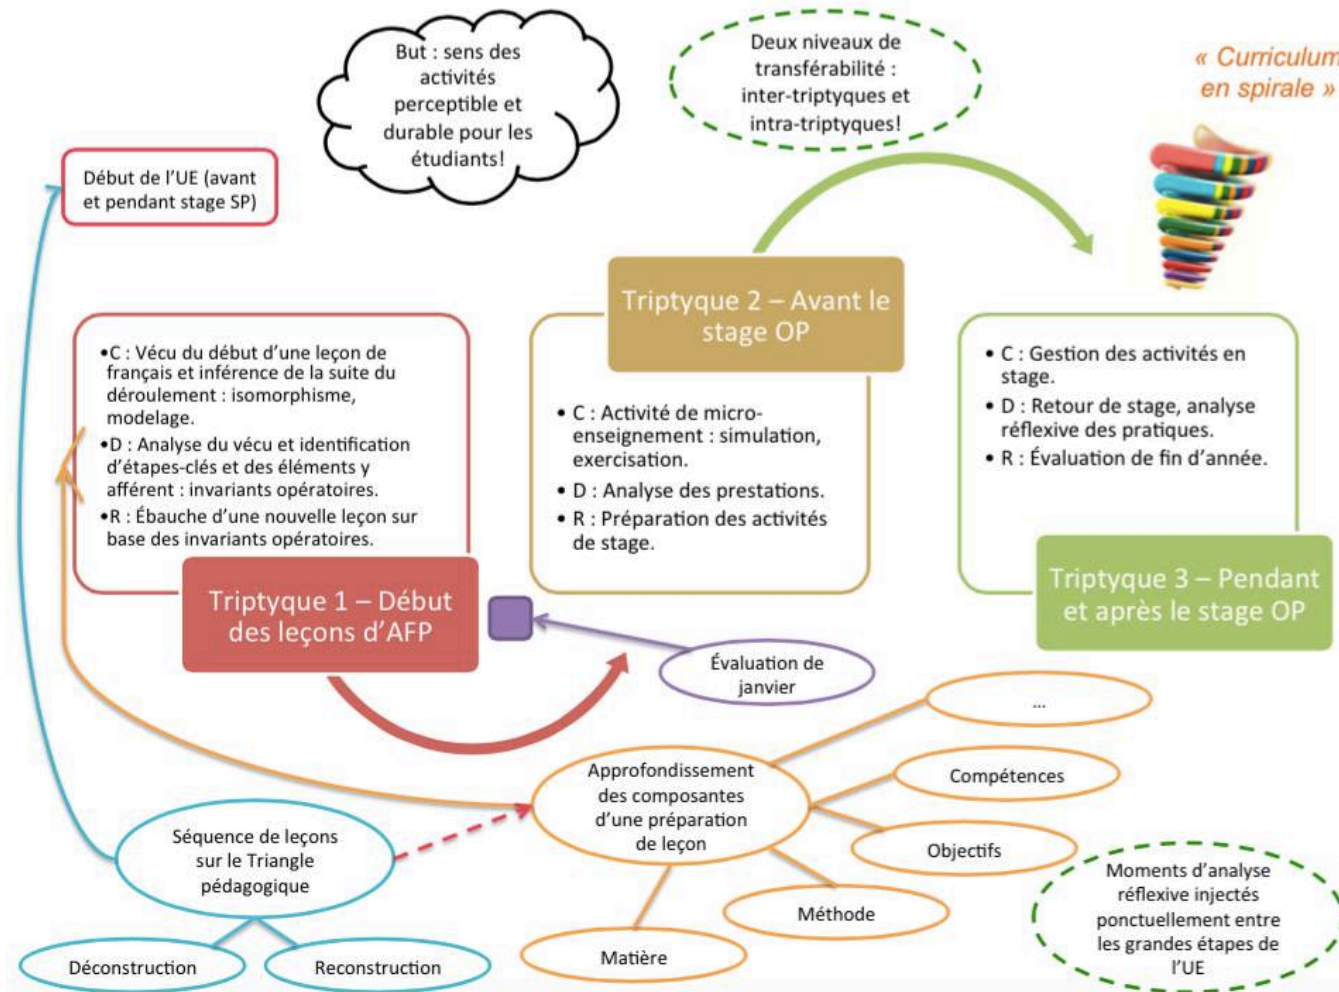 But : sens des
activités
perceptible et
durable pour les
étudiants!
Deux niveaux de
transférabilité :
inter-triptyques et
intra-triptyques!
« Curriculum
en spirale »
Début de l’UE (avant
et pendant stage SP)
•C : Vécu du début d’une leçon de
français et inférence de la suite du
déroulement : isomorphisme,
modelage.
•D : Analyse du vécu et identification
d’étapes-clés et des éléments y
afférent : invariants opératoires.
•R : Ébauche d’une nouvelle leçon sur
base des invariants opératoires.
Triptyque 1 – Début
des leçons d’AFP
Triptyque 2 – Avant le
stage OP
• C : Activité de micro-
enseignement : simulation,
exercisation.
• D : Analyse des prestations.
• R : Préparation des activités
de stage.
• C : Gestion des activités en
stage.
• D : Retour de stage, analyse
réflexive des pratiques.
• R : Évaluation de fin d’année.
Triptyque 3 – Pendant
et après le stage OP
Évaluation de
janvier
...
Approfondissement
des composantes
d’une préparation
de leçon
Compétences
Objectifs
Méthode
Matière
Séquence de leçons
sur le Triangle
pédagogique
Déconstruction
Reconstruction
Moments d’analyse
réflexive injectés
ponctuellement entre
les grandes étapes de
l’UE